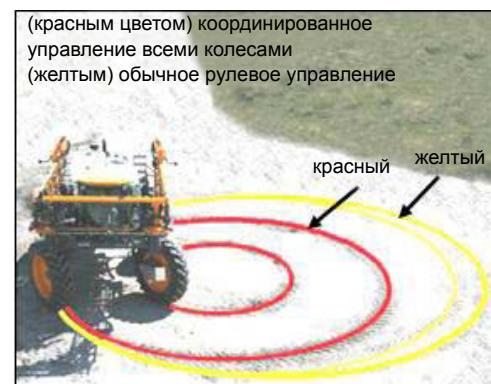 (красным цветом) координированное
управление всеми колесами
(желтым) обычное рулевое управление
красный
желтый